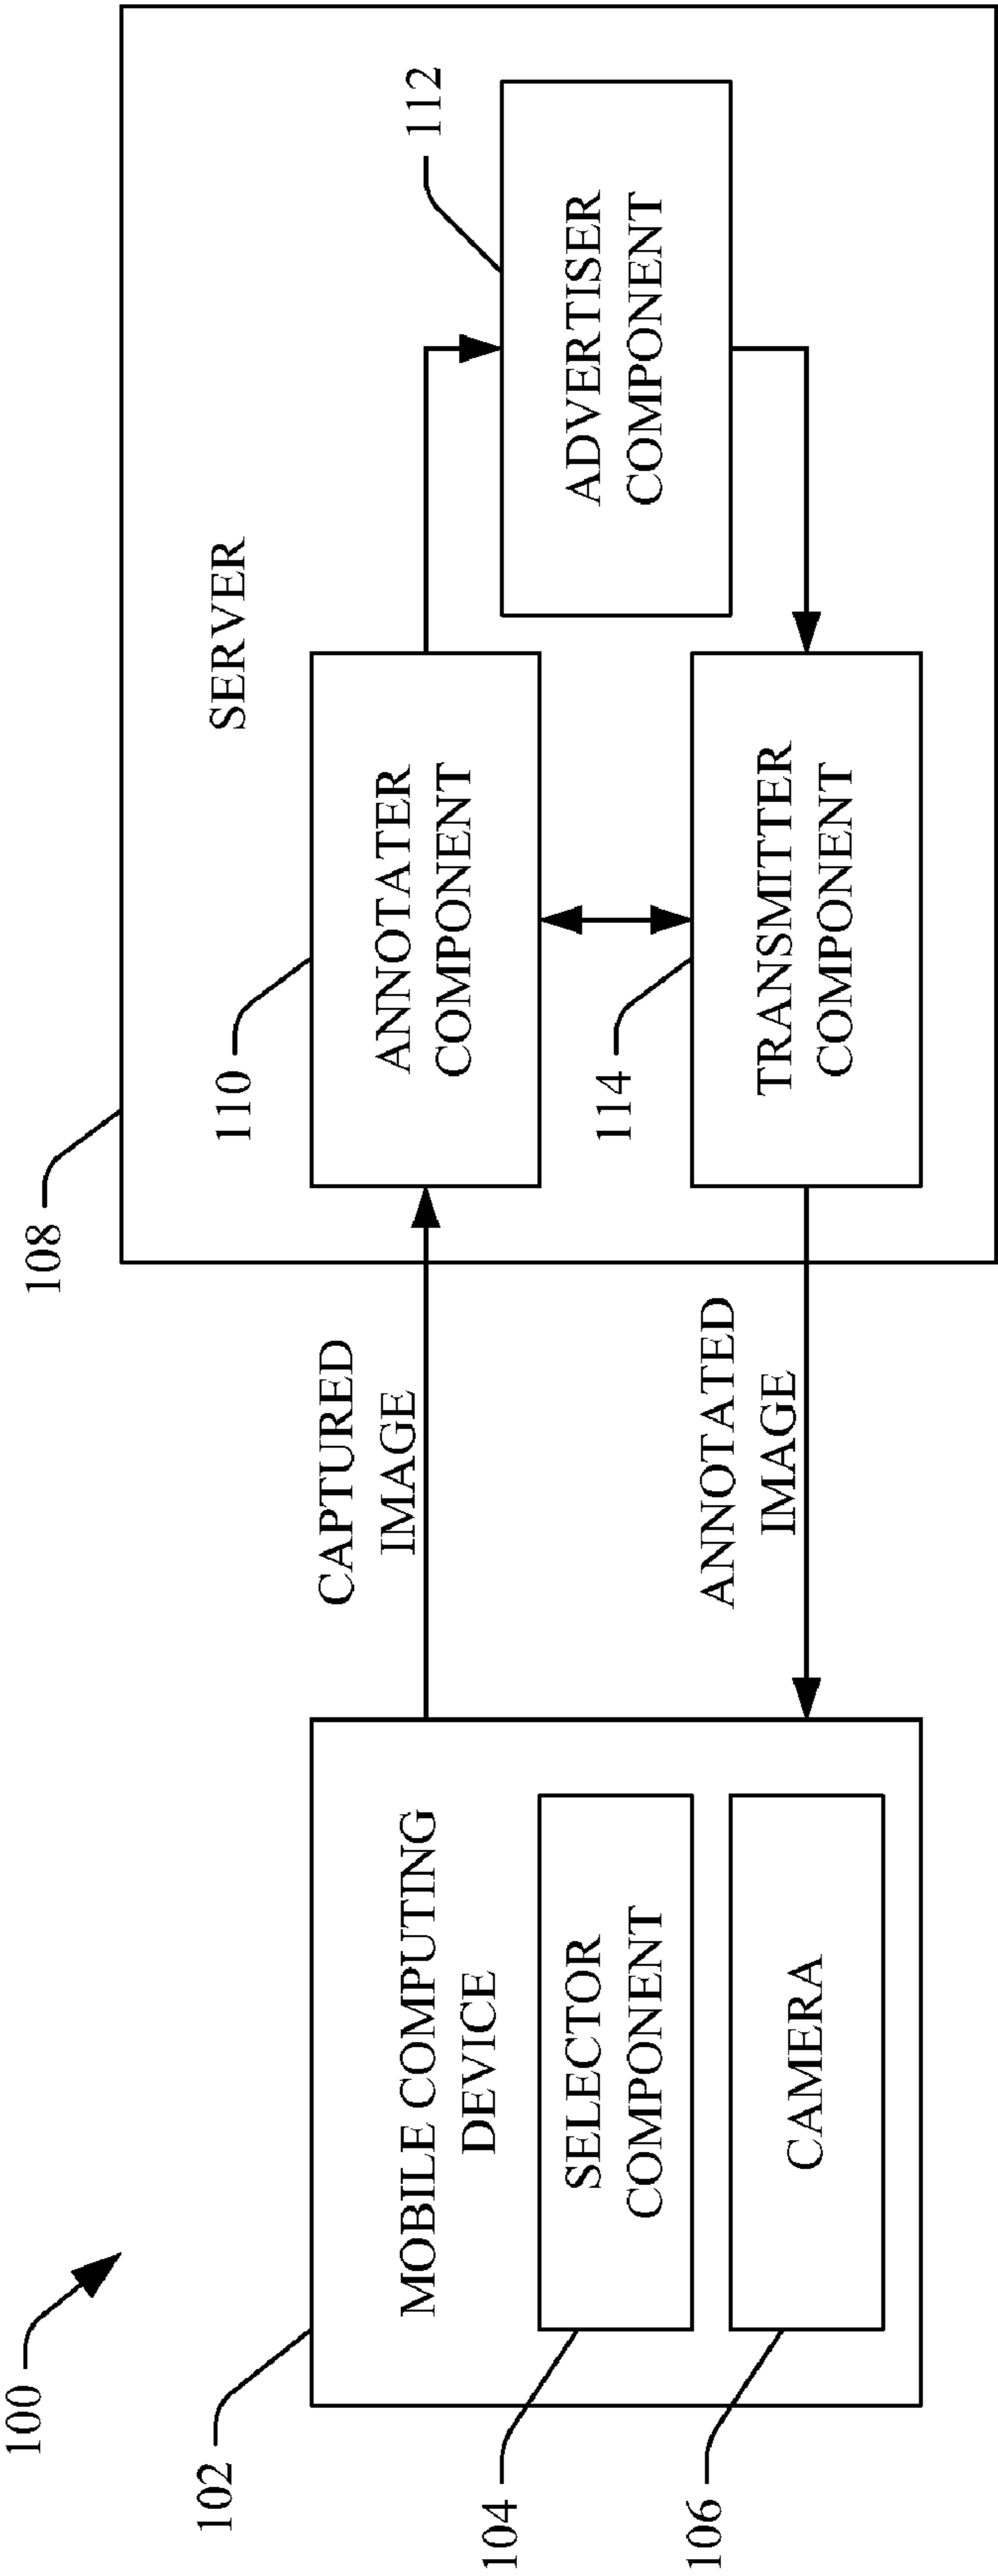 100
102
MOBILE COMPUTING
DEVICE
104
SELECTOR
COMPONENT
106
CAMERA
CAPTURED
IMAGE
ANNOTATED
IMAGE
108
SERVER
110
ANNOTATER
COMPONENT
114
TRANSMITTER
COMPONENT
112
ADVERTISER
COMPONENT